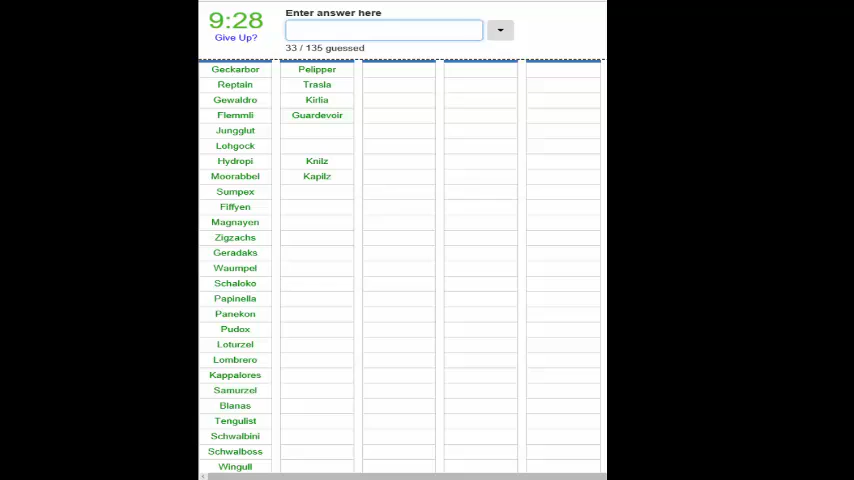 9:28
Give Up?
Enter answer here
33 / 135 guessed
Geckarbor
Reptain
Gewaldro
Flemmli
Jungglut
Lohgock
Hydropi
Moorabbel
Sumpex
Fiffyen
Magnayen
Zigzachs
Geradaks
Waumpel
Schaloko
Papinella
Panekon
Pudox
Loturzel
Lombrero
Kappalores
Samurzel
Blanas
Tengulist
Schwalbini
Schwalboss
Wingull
Pelipper
Trasla
Kirlia
Guardevoir
Knilz
Kapilz